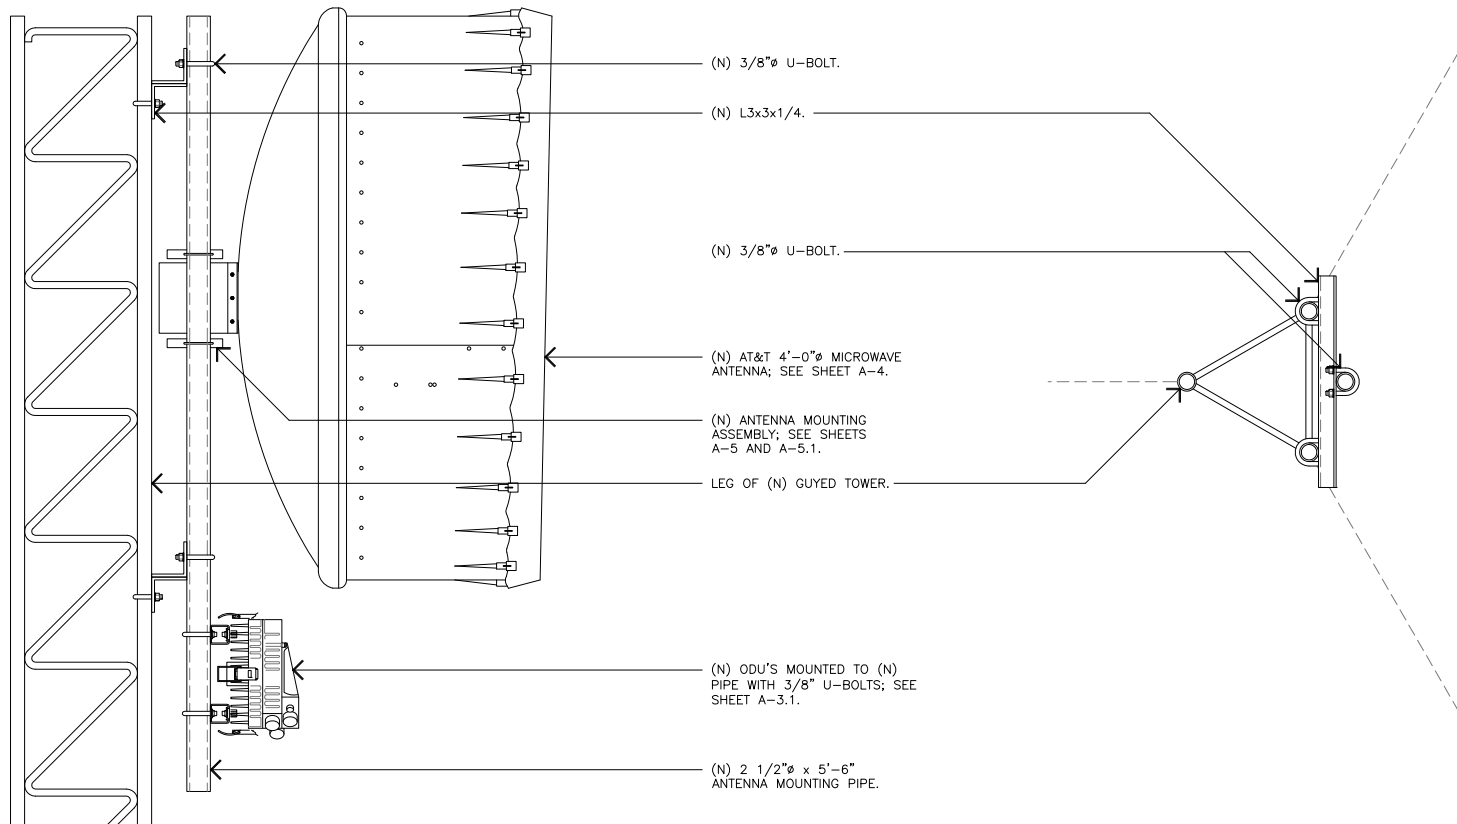 (N) 3/8"ø U-BOLT.
(N) L3x3x1/4.
(N) 3/8"ø U-BOLT.
(N) AT&T 4'-0"ø MICROWAVE
ANTENNA; SEE SHEET A-4.
(N) ANTENNA MOUNTING
ASSEMBLY; SEE SHEETS
A-5 AND A-5.1.
LEG OF (N) GUYED TOWER.
(N) ODU'S MOUNTED TO (N)
PIPE WITH 3/8" U-BOLTS; SEE
SHEET A-3.1.
(N) 2 1/2"ø x 5'-6"
ANTENNA MOUNTING PIPE.